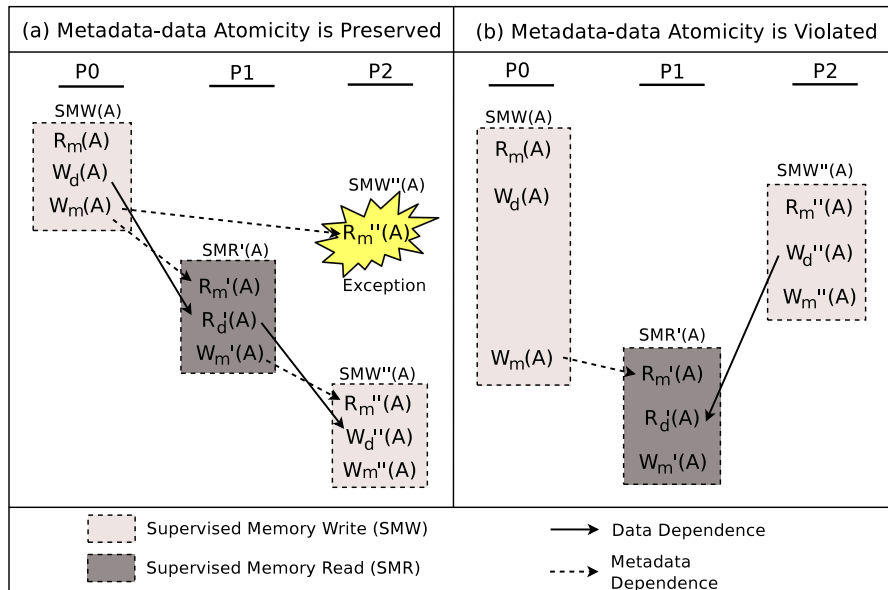 (a) Metadata-data Atomicity is Preserved
P0 P1 P2
SMW(A)
Rm(A)
Wd(A)
Wm(A)
SMW''(A)
Rm''(A)
Exception
SMR'(A)
Rm'(A)
Rd'(A)
Wm'(A)
SMW''(A)
Rm''(A)
Wd''(A)
Wm''(A)
(b) Metadata-data Atomicity is Violated
P0 P1 P2
SMW(A)
Rm(A)
Wd(A)
Wm(A)
SMW''(A)
Rm''(A)
Wd''(A)
Wm''(A)
SMR'(A)
Rm'(A)
Rd'(A)
Wm'(A)
Supervised Memory Write (SMW)
Supervised Memory Read (SMR)
Data Dependence
Metadata
Dependence